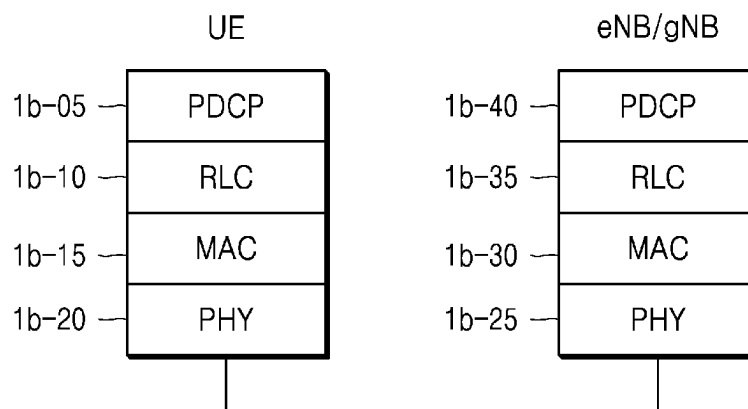 UE eNB/gNB
1b-05 PDCP 1b-40 PDCP
1b-10 RLC 1b-35 RLC
1b-15 MAC 1b-30 MAC
1b-20 PHY 1b-25 PHY